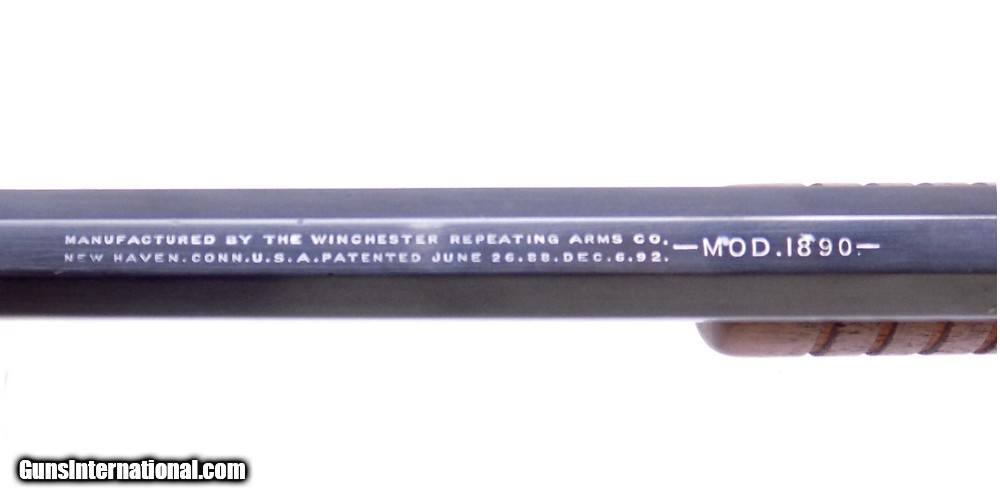 MANUFACTURED BY THE WINCHESTER REPEATING ARMS CO.
NEW HAVEN.CONN.U.S.A.PATENTED JUNE 26.88.DEC.6.92.
—MOD.1890.—
GunsInternational.com